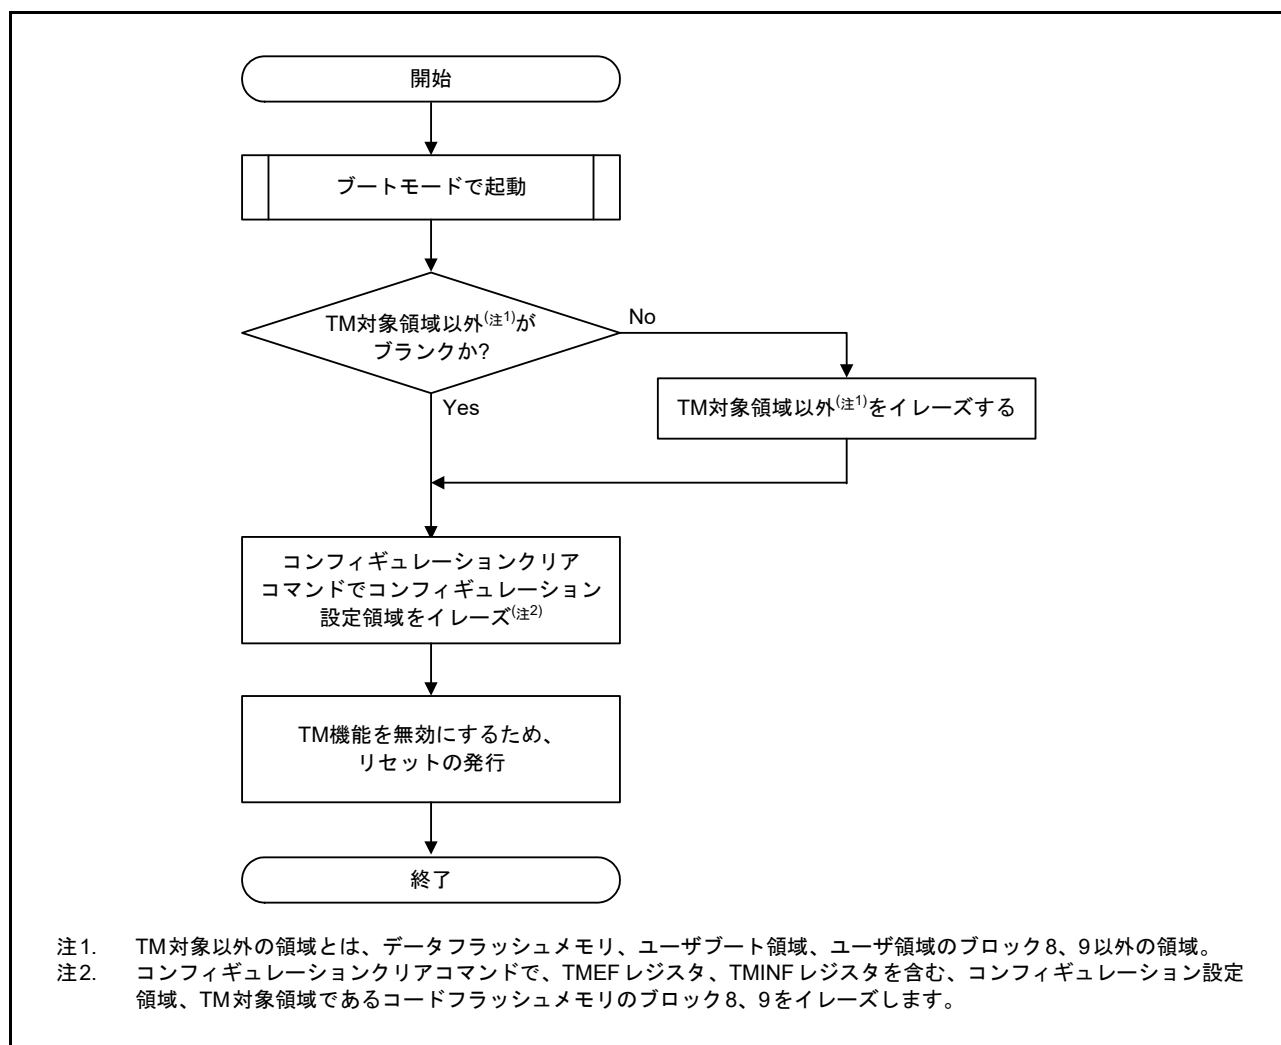 開始
ブートモードで起動
TM対象領域以外(注1)が
ブランクか?
No
Yes
TM対象領域以外(注1)をイレーズする
コンフィギュレーションクリア
コマンドでコンフィギュレーション
設定領域をイレーズ(注2)
TM機能を無効にするため、
リセットの発行
終了
注1. TM対象以外の領域とは、データフラッシュメモリ、ユーザブート領域、ユーザ領域のブロック8、9以外の領域。
注2. コンフィギュレーションクリアコマンドで、TMEFレジスタ、TMINFレジスタを含む、コンフィギュレーション設定
領域、TM対象領域であるコードフラッシュメモリのブロック8、9をイレーズします。